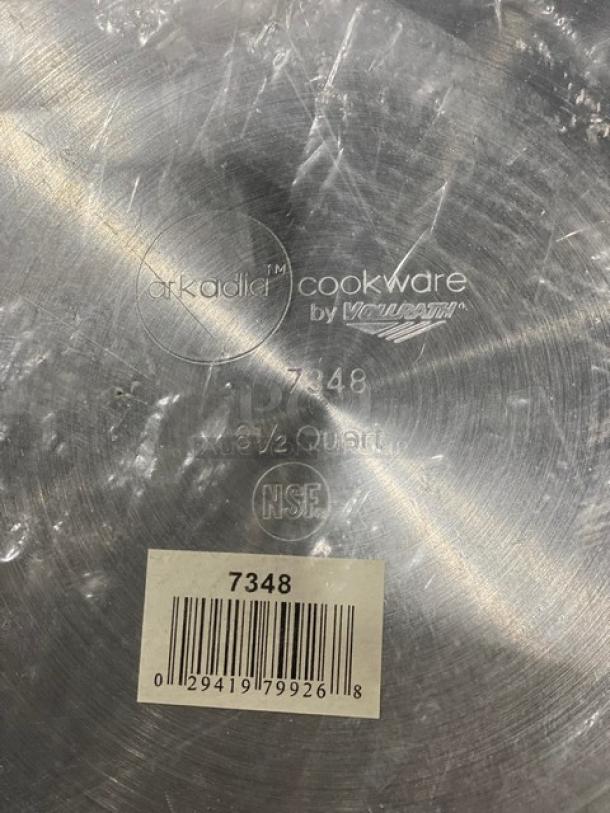 arkadia™ cookware
by VOLLRATH®
7348
8½ Quart
NSF
7348
0 29419 79926 8